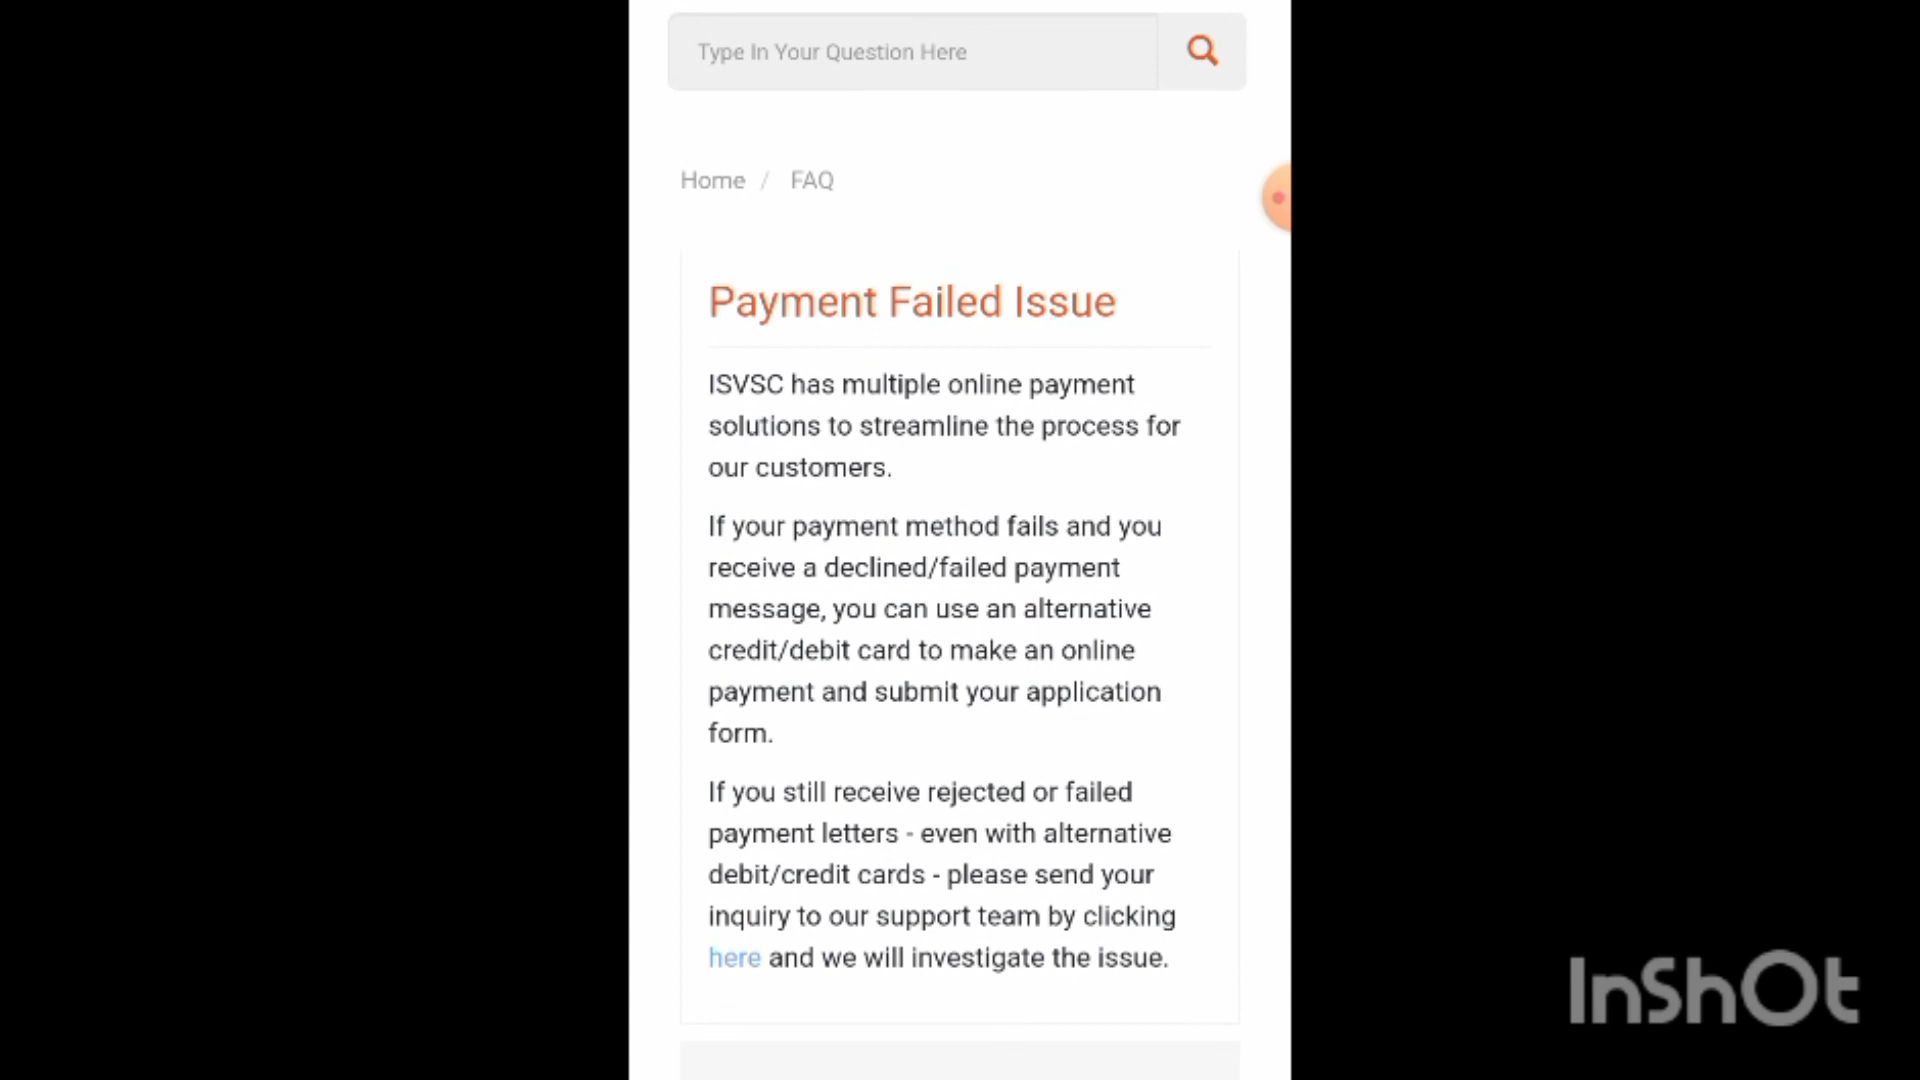 Type In Your Question Here
Home / FAQ
Payment Failed Issue
ISVSC has multiple online payment
solutions to streamline the process for
our customers.
If your payment method fails and you
receive a declined/failed payment
message, you can use an alternative
credit/debit card to make an online
payment and submit your application
form.
If you still receive rejected or failed
payment letters - even with alternative
debit/credit cards - please send your
inquiry to our support team by clicking
here and we will investigate the issue.
InShOt